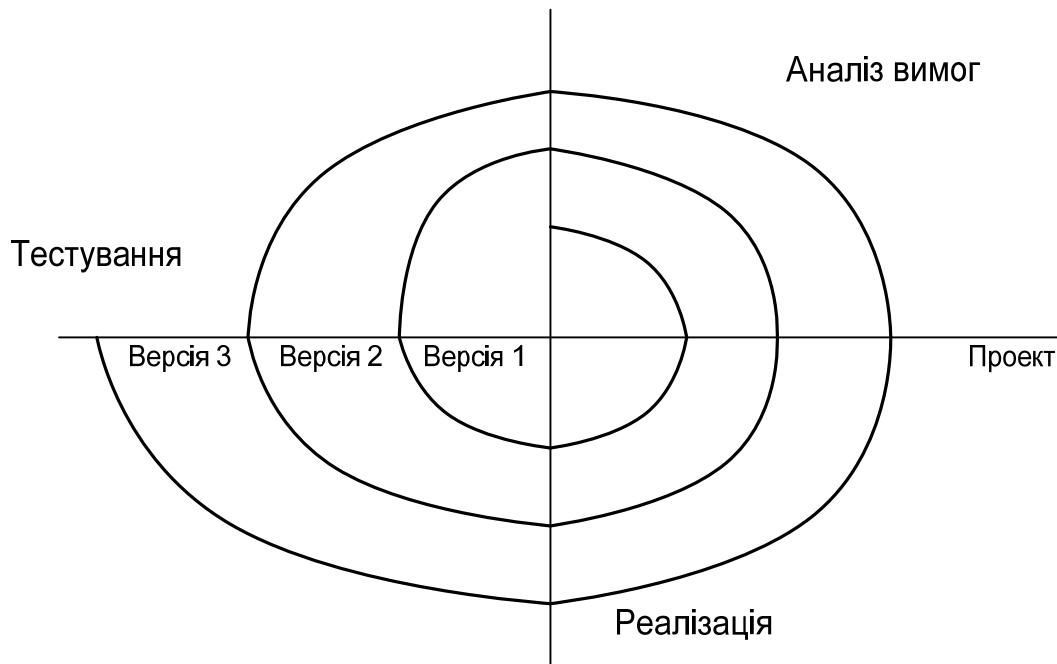 Аналіз вимог
Тестування
Версія 3
Версія 2
Версія 1
Проект
Реалізація